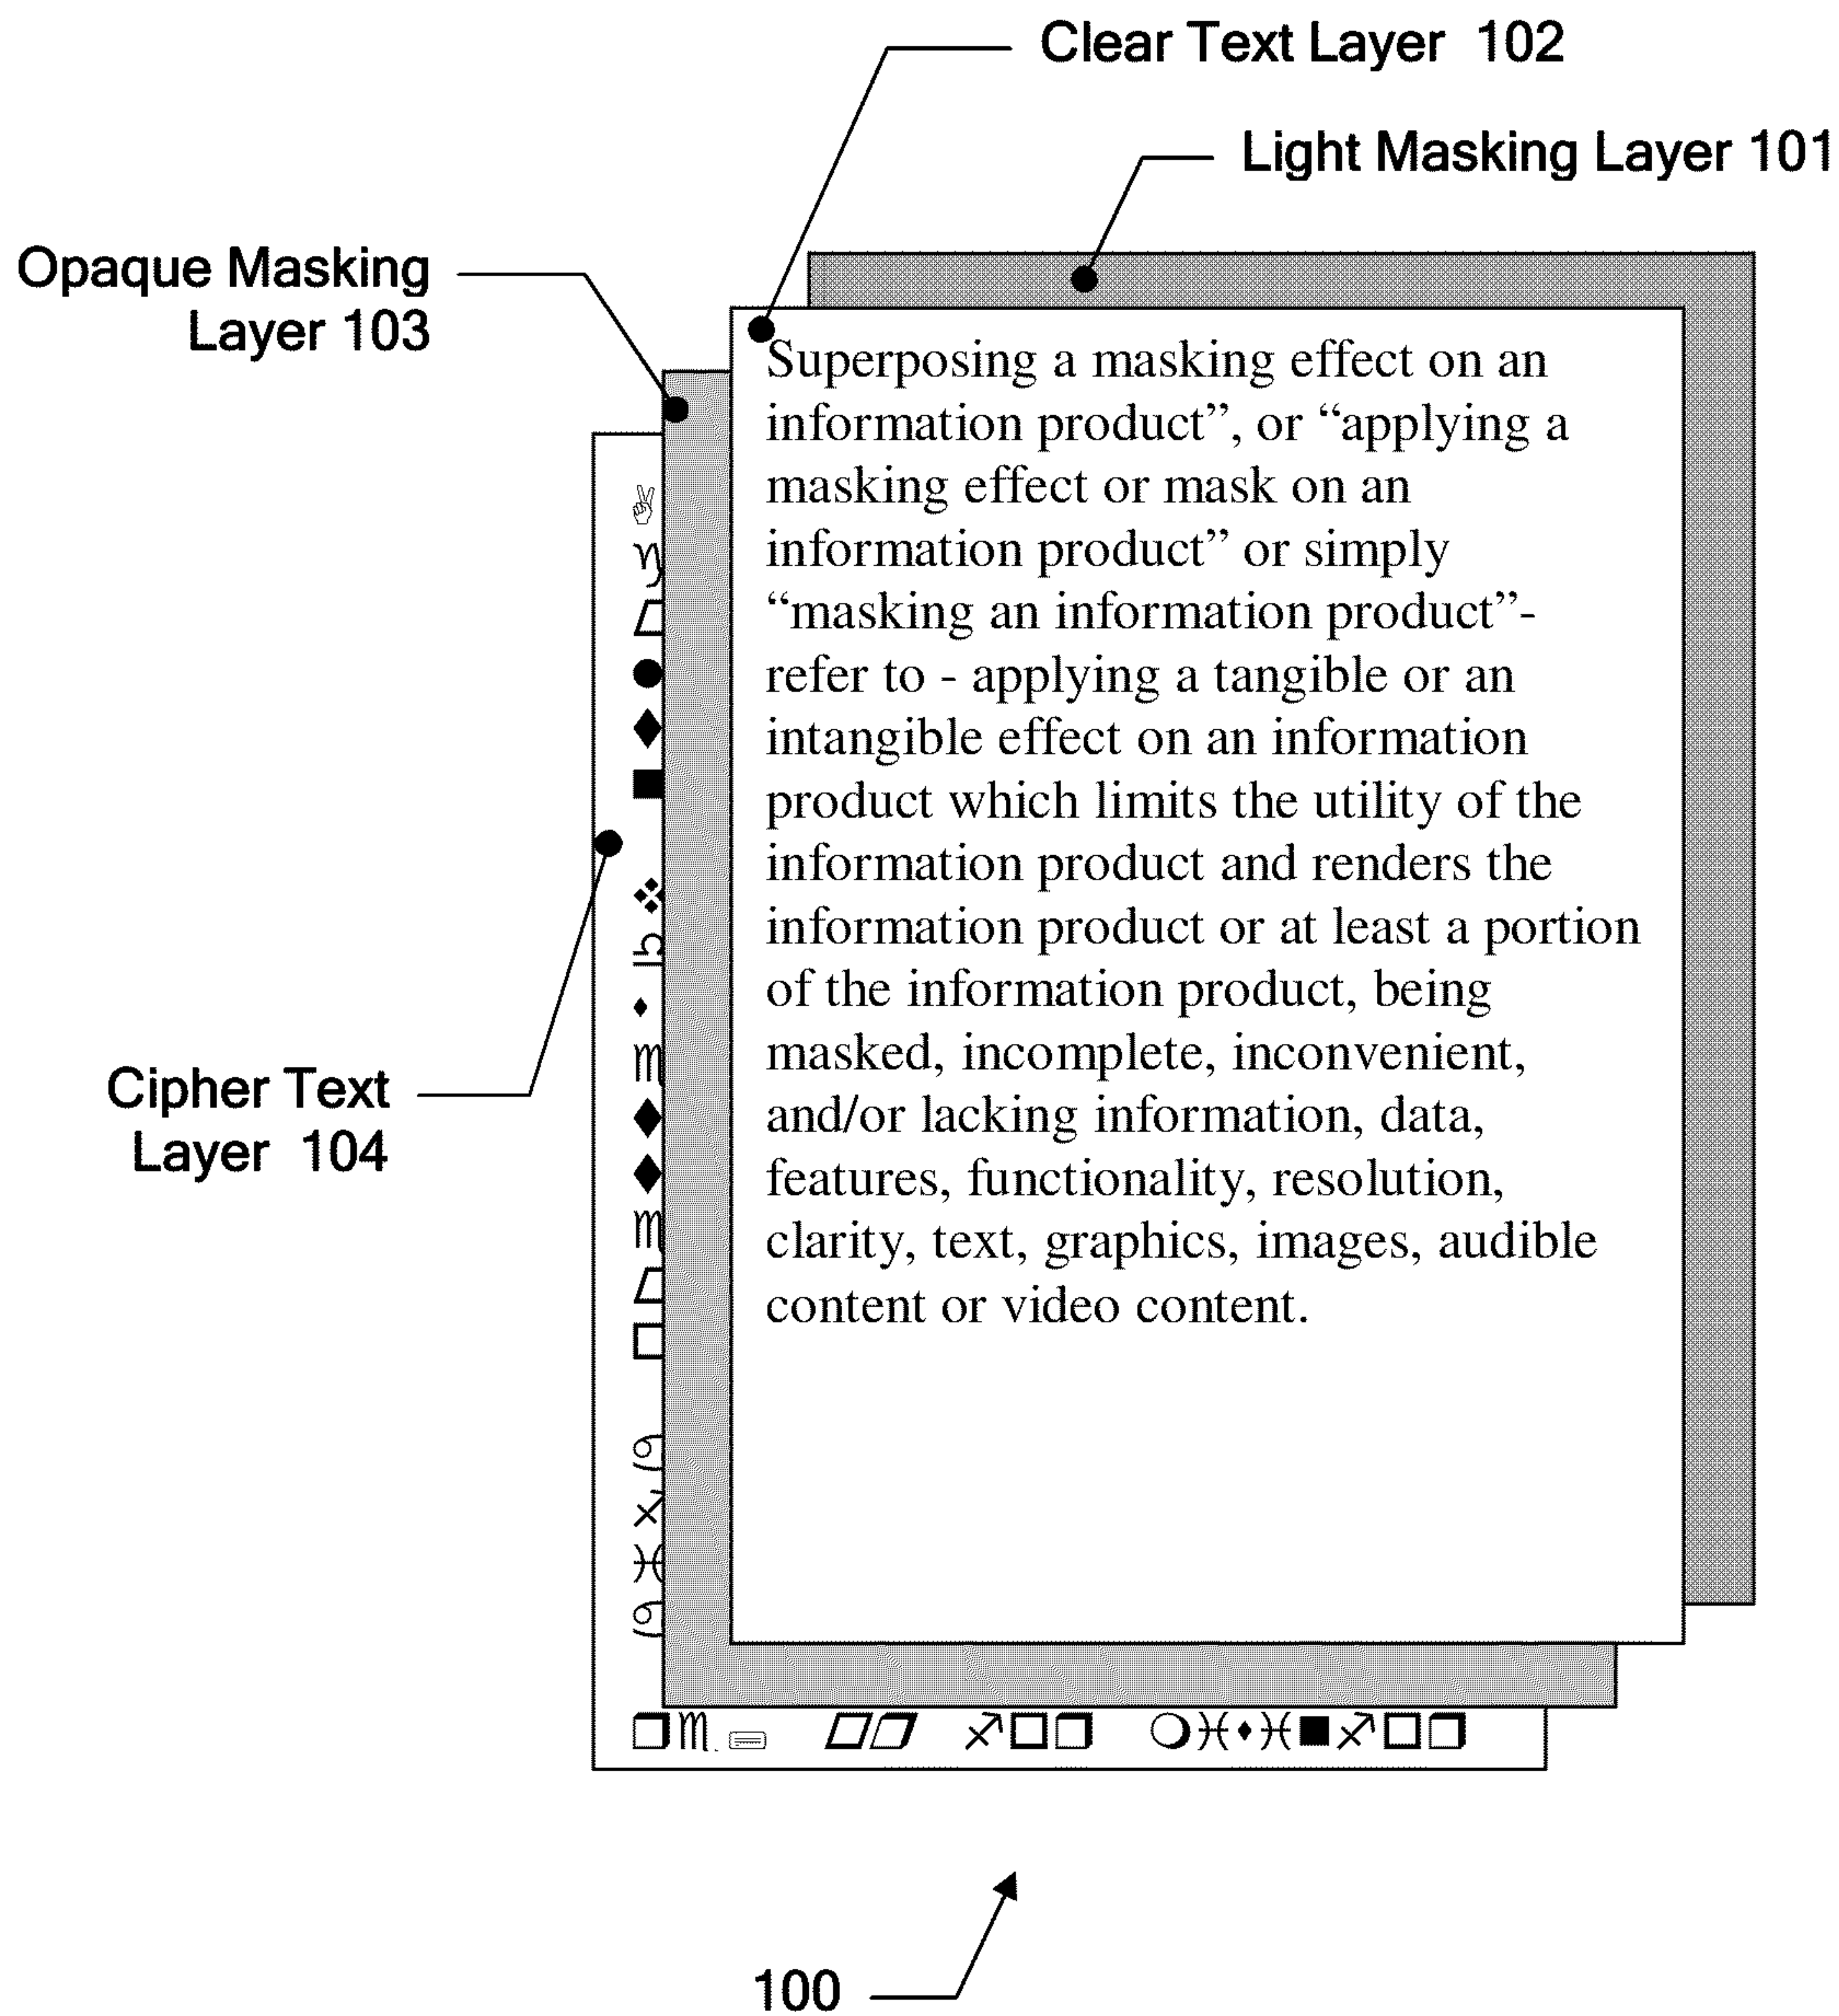 Clear Text Layer 102
Light Masking Layer 101
Opaque Masking
Layer 103
Superposing a masking effect on an
information product”, or “applying a
masking effect or mask on an
information product” or simply
“masking an information product”-
refer to - applying a tangible or an
intangible effect on an information
product which limits the utility of the
information product and renders the
information product or at least a portion
of the information product, being
masked, incomplete, inconvenient,
and/or lacking information, data,
features, functionality, resolution,
clarity, text, graphics, images, audible
content or video content.
Cipher Text
Layer 104
100